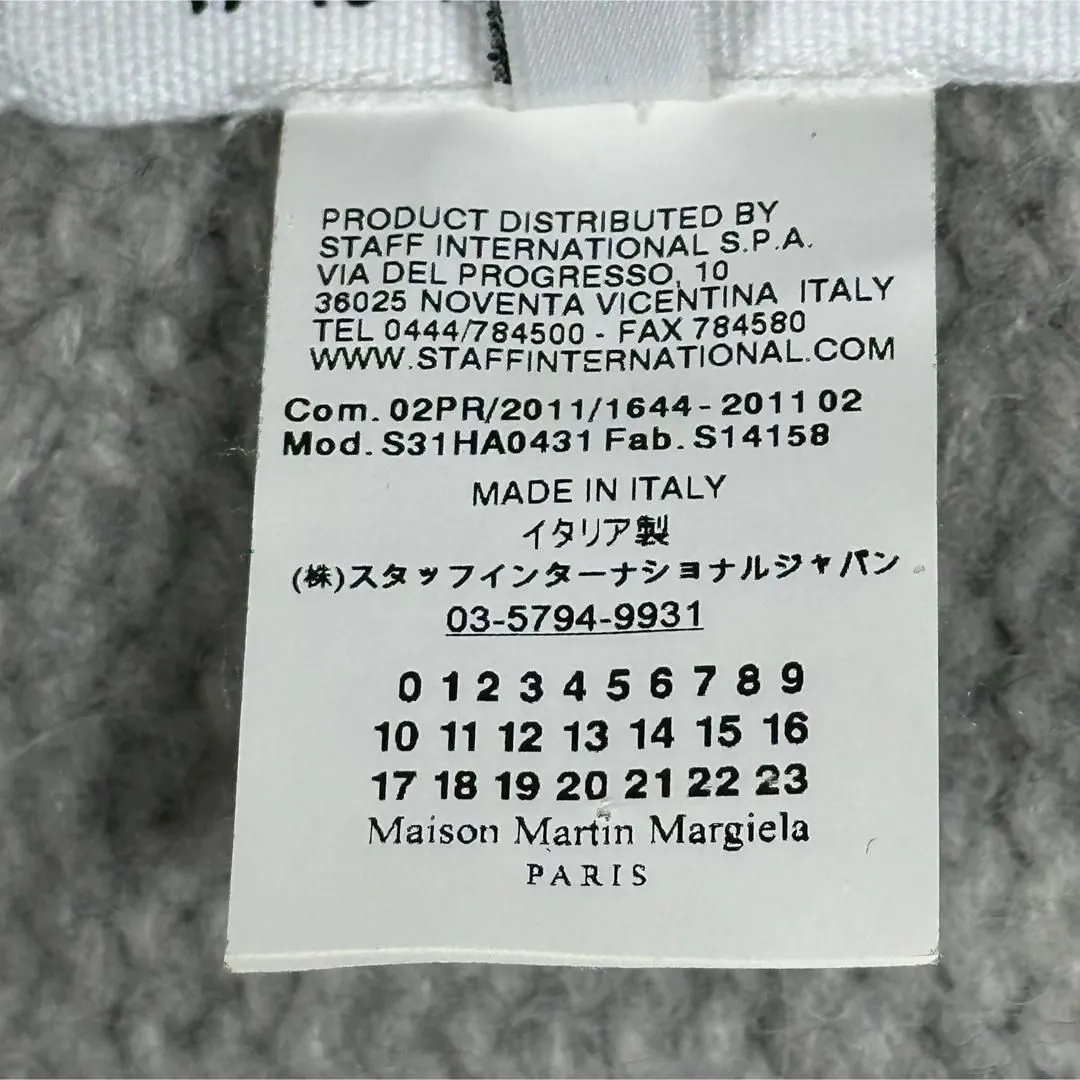 PRODUCT DISTRIBUTED BY
STAFF INTERNATIONAL S.P.A.
VIA DEL PROGRESSO, 10
36025 NOVENTA VICENTINA ITALY
TEL 0444/784500 - FAX 784580
WWW.STAFFINTERNATIONAL.COM
Com. 02PR/2011/1644 - 2011 02
Mod. S31HA0431 Fab. S14158
MADE IN ITALY
イタリア製
(株)スタッフインターナショナルジャパン
03-5794-9931
0 1 2 3 4 5 6 7 8 9
10 11 12 13 14 15 16
17 18 19 20 21 22 23
Maison Martin Margiela
PARIS